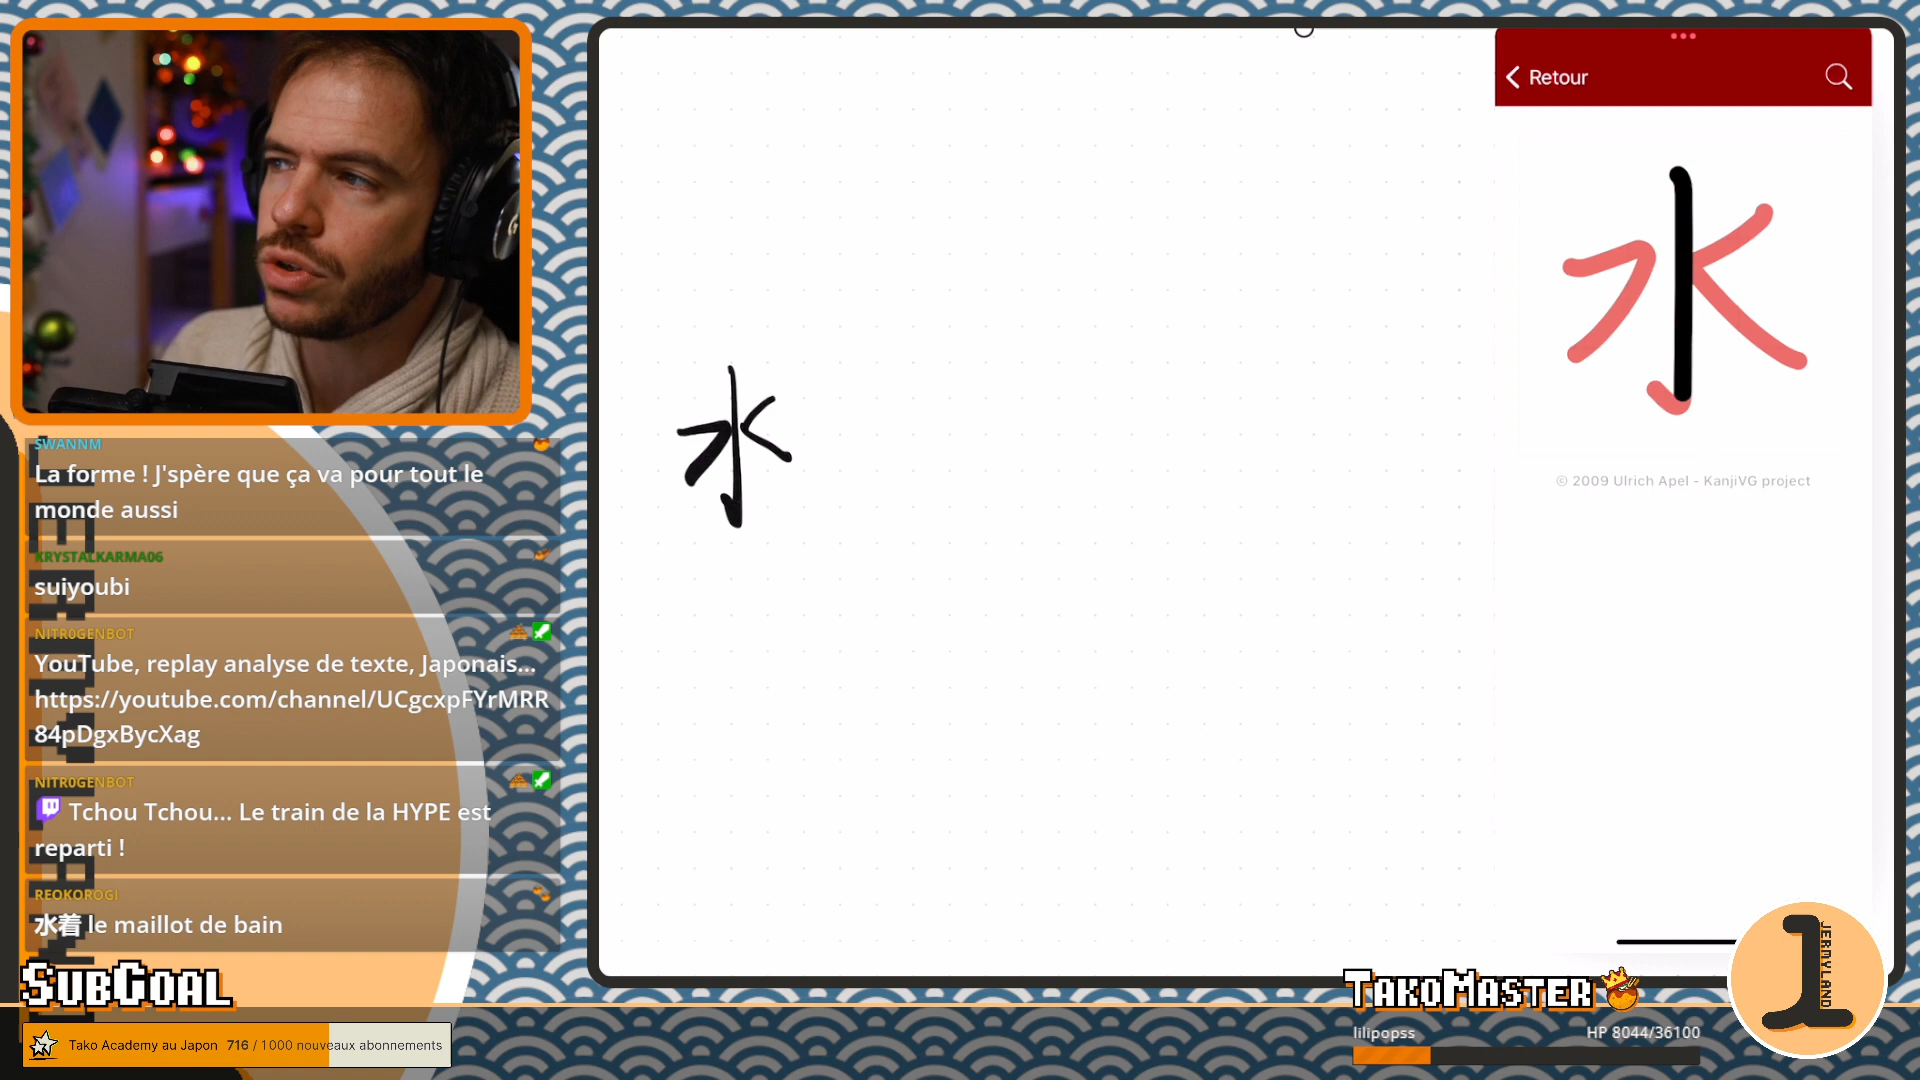 SWANNM
La forme ! J'spère que ça va pour tout le
monde aussi
KRYSTALKARMA06
suiyoubi
NITR0GENBOT
YouTube, replay analyse de texte, Japonais...
https://youtube.com/channel/UCgcxpFYrMRR
84pDgxBycXag
NITR0GENBOT
Tchou Tchou... Le train de la HYPE est
reparti !
REOKOROGI
水着 le maillot de bain
SUBGOAL
Tako Academy au Japon 716 / 1000 nouveaux abonnements
水
Retour
水
© 2009 Ulrich Apel - KanjiVG project
TAKOMASTER
lilipopss HP 8044/36100
JEREMYLAND